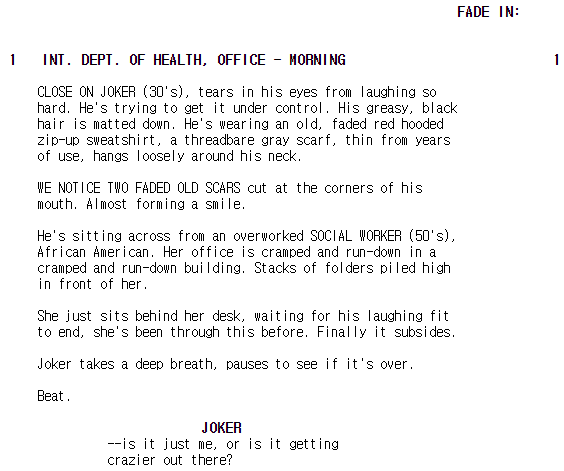 FADE IN:
1 INT. DEPT. OF HEALTH, OFFICE - MORNING 1
CLOSE ON JOKER (30's), tears in his eyes from laughing so
hard. He's trying to get it under control. His greasy, black
hair is matted down. He's wearing an old, faded red hooded
zip-up sweatshirt, a threadbare gray scarf, thin from years
of use, hangs loosely around his neck.
WE NOTICE TWO FADED OLD SCARS cut at the corners of his
mouth. Almost forming a smile.
He's sitting across from an overworked SOCIAL WORKER (50's),
African American. Her office is cramped and run-down in a
cramped and run-down building. Stacks of folders piled high
in front of her.
She just sits behind her desk, waiting for his laughing fit
to end, she's been through this before. Finally it subsides.
Joker takes a deep breath, pauses to see if it's over.
Beat.
JOKER
--is it just me, or is it getting
crazier out there?